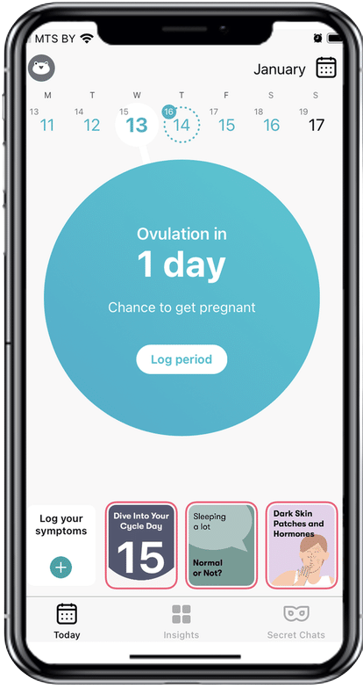 MTS BY
January
M T W T F S S
13 14 15 16 17 18 19
11 12 13 14 15 16 17
Ovulation in
1 day
Chance to get pregnant
Log period
Log your
symptoms
Dive Into Your
Cycle Day
15
Sleeping
a lot
Normal
or Not?
Dark Skin
Patches and
Hormones
Today
Insights
Secret Chats